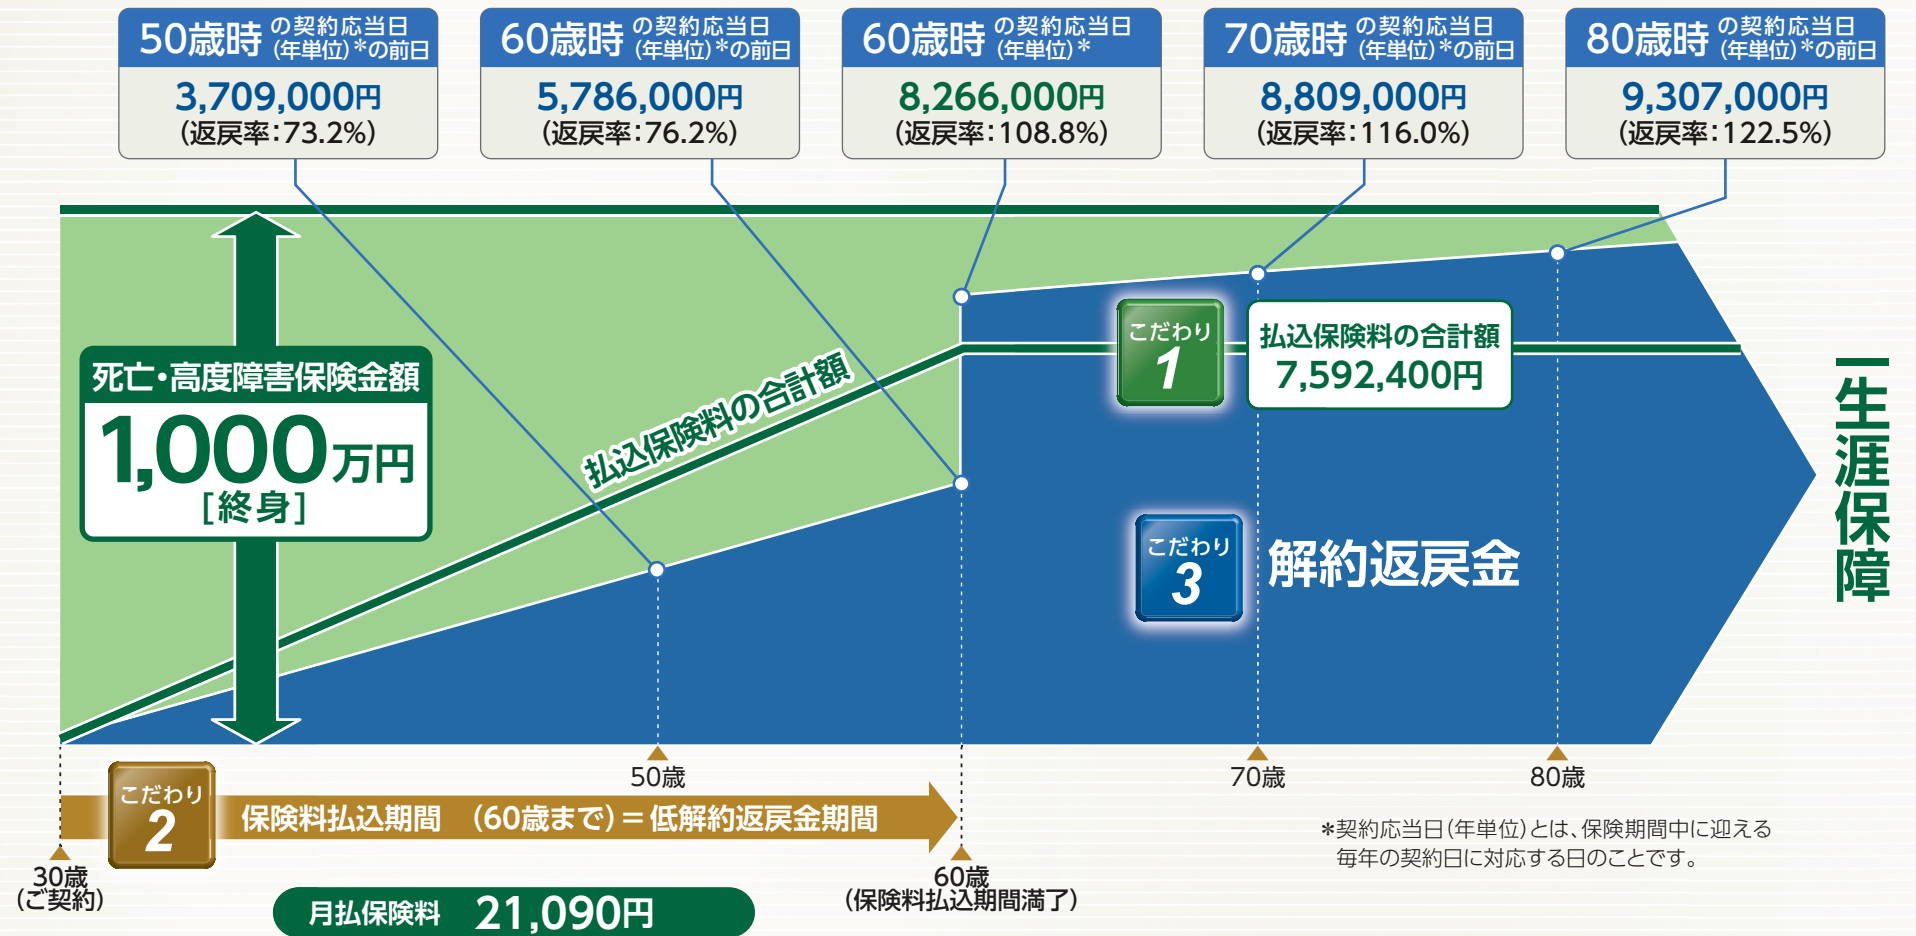 50歳時 の契約応当日
(年単位)*の前日
3,709,000円
(返戻率:73.2%)
60歳時 の契約応当日
(年単位)*の前日
5,786,000円
(返戻率:76.2%)
60歳時 の契約応当日
(年単位)*
8,266,000円
(返戻率:108.8%)
70歳時 の契約応当日
(年単位)*の前日
8,809,000円
(返戻率:116.0%)
80歳時 の契約応当日
(年単位)*の前日
9,307,000円
(返戻率:122.5%)
死亡・高度障害保険金額
1,000万円
[終身]
払込保険料の合計額
こだわり
1
払込保険料の合計額
7,592,400円
こだわり
3
解約返戻金
一生涯保障
50歳
70歳
80歳
こだわり
2
保険料払込期間 (60歳まで)=低解約返戻金期間
30歳
(ご契約)
60歳
(保険料払込期間満了)
月払保険料 21,090円
*契約応当日(年単位)とは、保険期間中に迎える
毎年の契約日に対応する日のことです。